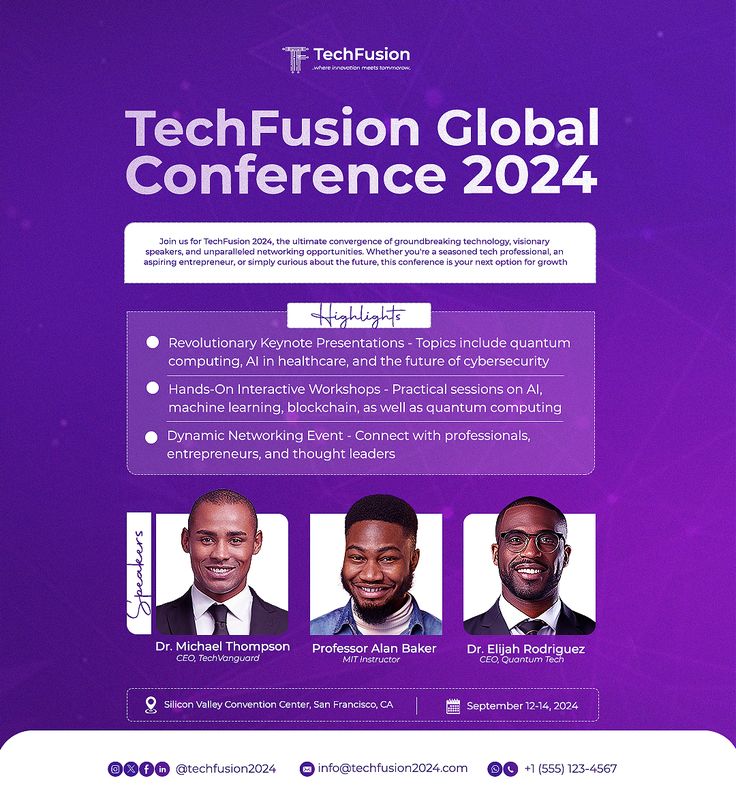 TechFusion
.where innovation meets tommorow.
TechFusion Global
Conference 2024
Join us for TechFusion 2024, the ultimate convergence of groundbreaking technology, visionary
speakers, and unparalleled networking opportunities. Whether you're a seasoned tech professional, an
aspiring entrepreneur, or simply curious about the future, this conference is your next option for growth
Highlights
Revolutionary Keynote Presentations - Topics include quantum
computing, AI in healthcare, and the future of cybersecurity
Hands-On Interactive Workshops - Practical sessions on AI,
machine learning, blockchain, as well as quantum computing
Dynamic Networking Event - Connect with professionals,
entrepreneurs, and thought leaders
Speakers
Dr. Michael Thompson
CEO, TechVanguard
Professor Alan Baker
MIT Instructor
Dr. Elijah Rodriguez
CEO, Quantum Tech
Silicon Valley Convention Center, San Francisco, CA
September 12-14, 2024
@techfusion2024
info@techfusion2024.com
+1 (555) 123-4567